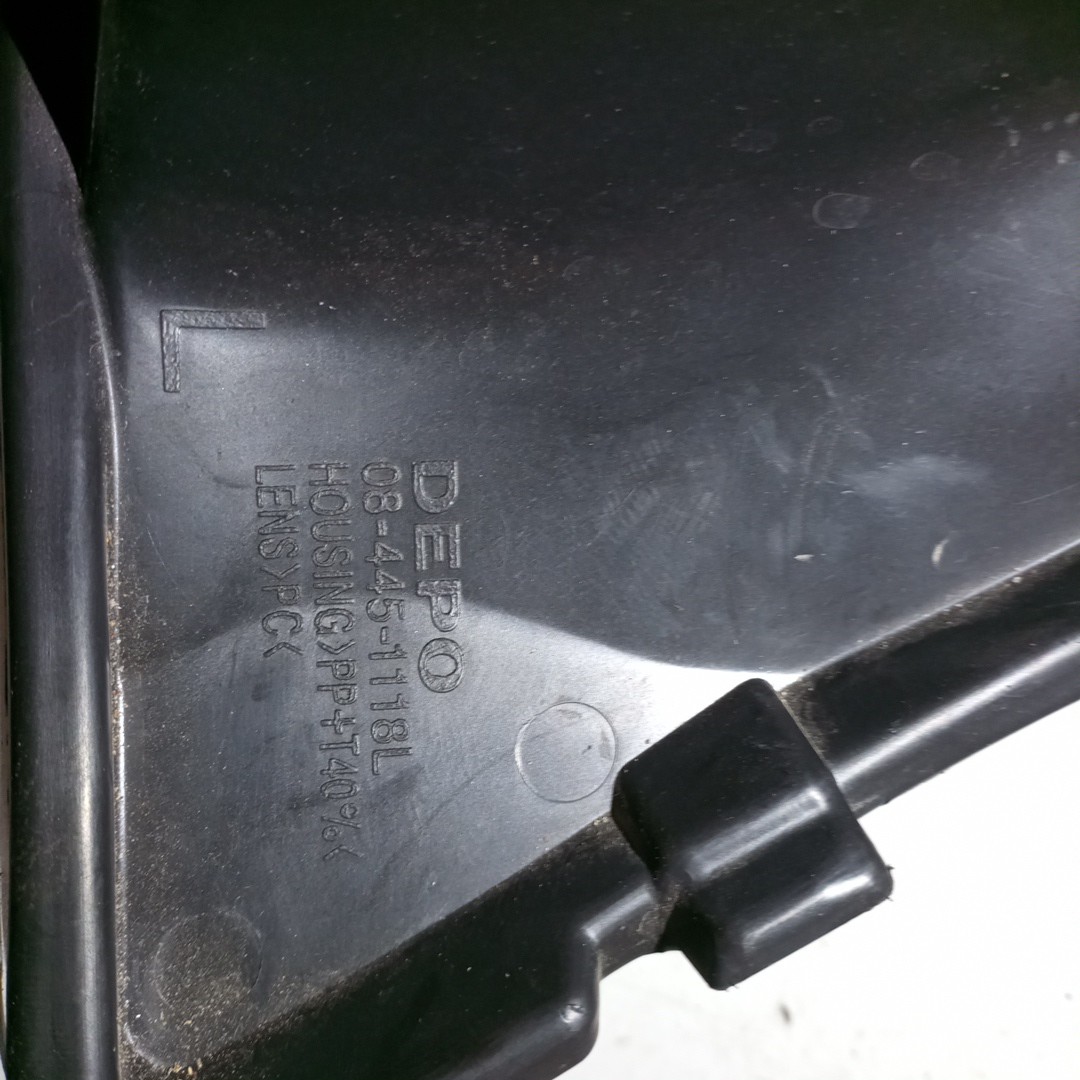 L
DEPO
08-445-1118L
HOUSING>PP+T40%<
LENS>PC<